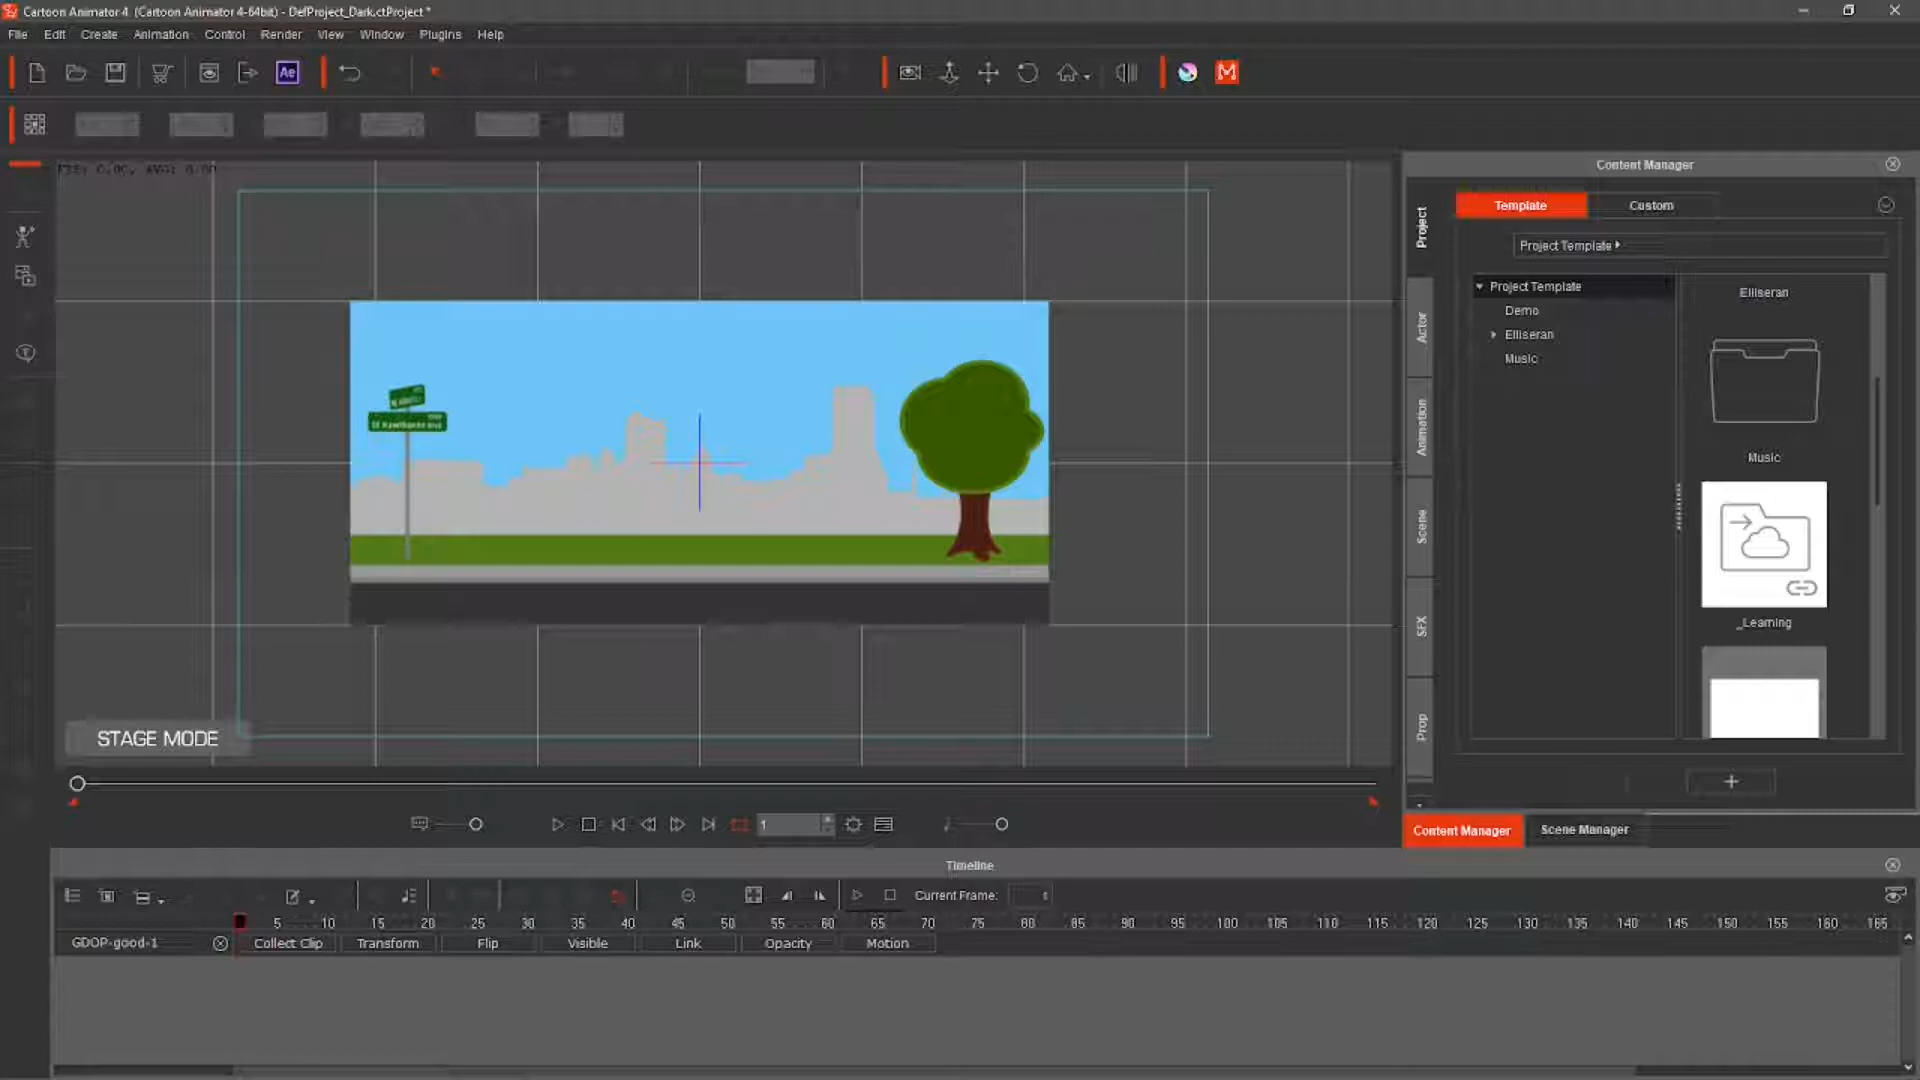 Cartoon Animator 4 (Cartoon Animator 4-64bit) - DefProject_Dark.ctProject *
File Edit Create Animation Control Render View Window Plugins Help
Ae
Content Manager
Template Custom
Project Template
Project Template
Demo
Elliseran
Music
Elliseran
Music
_Learning
Project
Actor
Animation
Scene
SFX
Prop
STAGE MODE
1
Content Manager Scene Manager
Timeline
Current Frame:
5 10 15 20 25 30 35 40 45 50 55 60 65 70 75 80 85 90 95 100 105 110 115 120 125 130 135 140 145 150 155 160 165
GDOP-good-1 Collect Clip Transform Flip Visible Link Opacity Motion